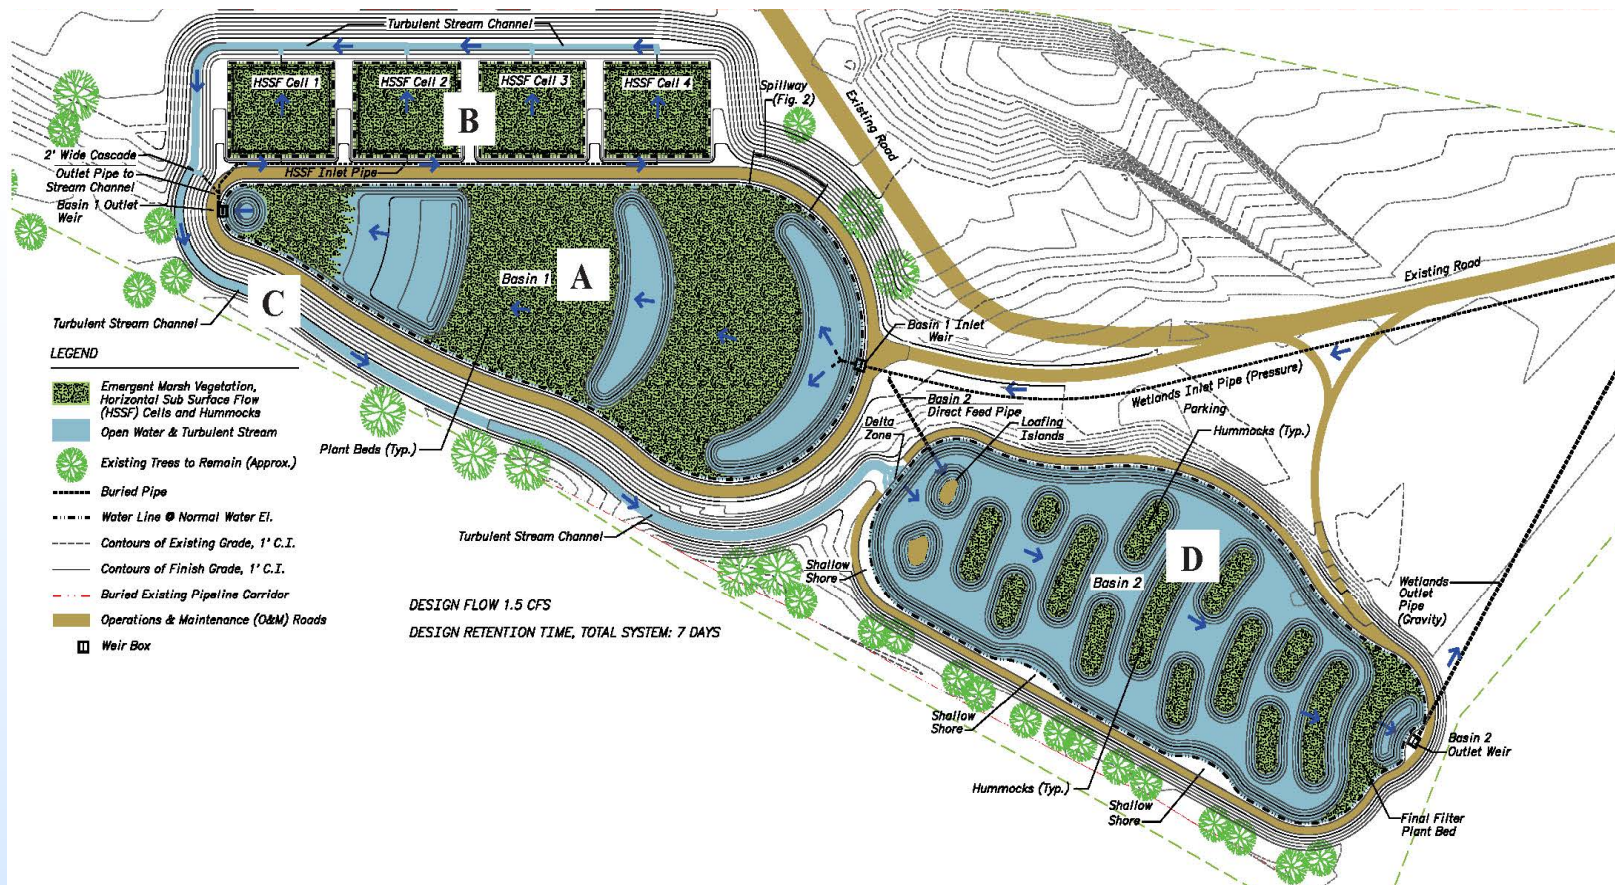 Turbulent Stream Channel
HSSF Cell 1
HSSF Cell 2
HSSF Cell 3
HSSF Cell 4
B
Spillway
(Fig. 2)
Existing Road
2' Wide Cascade
Outlet Pipe to
Stream Channel
Basin 1 Outlet
Weir
HSSF Inlet Pipe
Basin 1
A
C
Turbulent Stream Channel
Existing Road
Basin 1 Inlet
Weir
Wetlands Inlet Pipe (Pressure)
Parking
Basin 2
Direct Feed Pipe
Delta
Zone
Loafing
Islands
Hummocks (Typ.)
LEGEND
Emergent Marsh Vegetation,
Horizontal Sub Surface Flow
(HSSF) Cells and Hummocks
Open Water & Turbulent Stream
Existing Trees to Remain (Approx.)
Buried Pipe
Water Line @ Normal Water El.
Contours of Existing Grade, 1' C.I.
Contours of Finish Grade, 1' C.I.
Buried Existing Pipeline Corridor
Operations & Maintenance (O&M) Roads
Weir Box
Plant Beds (Typ.)
Turbulent Stream Channel
Shallow
Shore
D
Basin 2
Wetlands
Outlet
Pipe
(Gravity)
DESIGN FLOW 1.5 CFS
DESIGN RETENTION TIME, TOTAL SYSTEM: 7 DAYS
Shallow
Shore
Basin 2
Outlet Weir
Hummocks (Typ.)
Shallow
Shore
Final Filter
Plant Bed